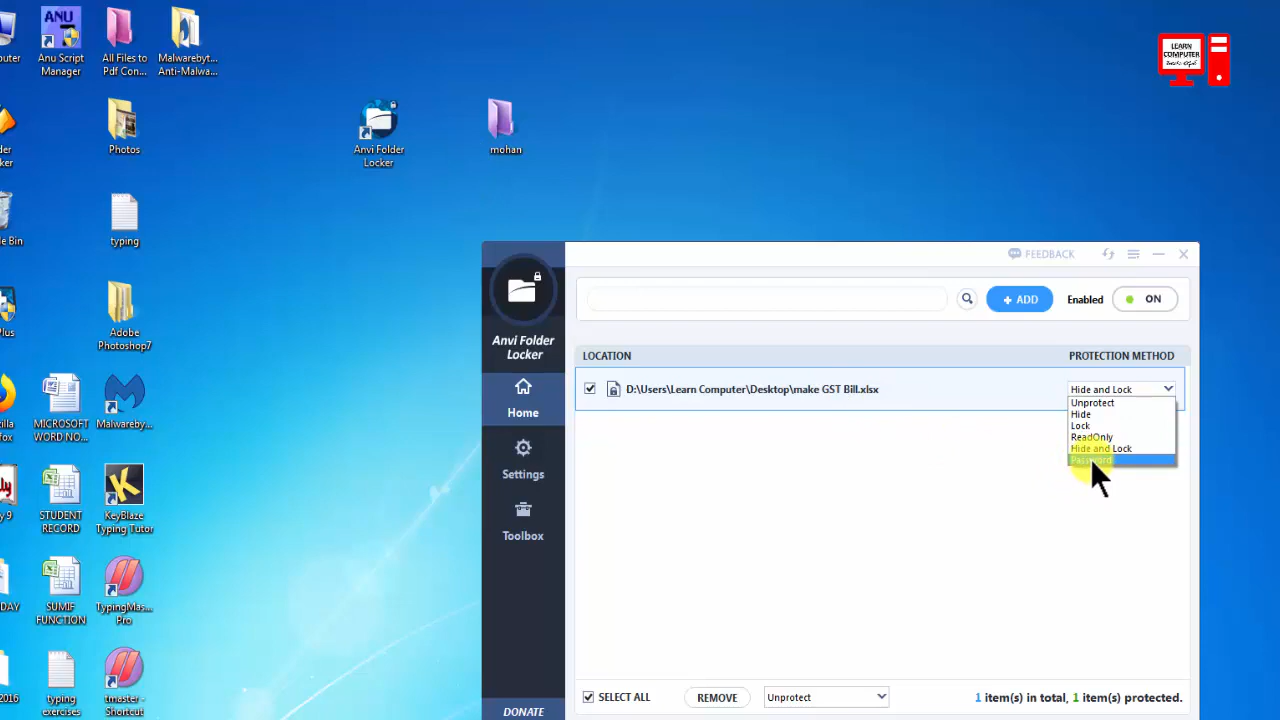 LEARN
COMPUTER
puter
Anu Script
Manager
All Files to
Pdf Con...
Malwarebyt...
Anti-Malwa...
Photos
Anvi Folder
Locker
mohan
typing
Adobe
Photoshop7
MICROSOFT
WORD NO...
Malwareby...
STUDENT
RECORD
KeyBlaze
Typing Tutor
SUMIF
FUNCTION
TypingMas...
Pro
2016
typing
exercises
tmaster -
Shortcut
FEEDBACK
+ ADD
Enabled
ON
Anvi Folder
Locker
Home
Settings
Toolbox
DONATE
LOCATION
PROTECTION METHOD
D:\Users\Learn Computer\Desktop\make GST Bill.xlsx
Hide and Lock
Unprotect
Hide
Lock
ReadOnly
Hide and Lock
Password
SELECT ALL
REMOVE
Unprotect
1 item(s) in total, 1 item(s) protected.